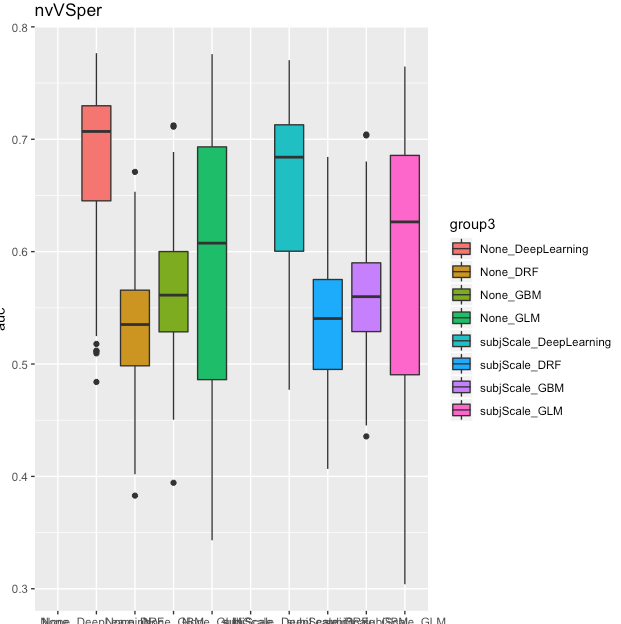 nvVSper
0.8
0.7
0.6
0.5
0.4
0.3
auc
group3
None_DeepLearning
None_DRF
None_GBM
None_GLM
subjScale_DeepLearning
subjScale_DRF
subjScale_GBM
subjScale_GLM